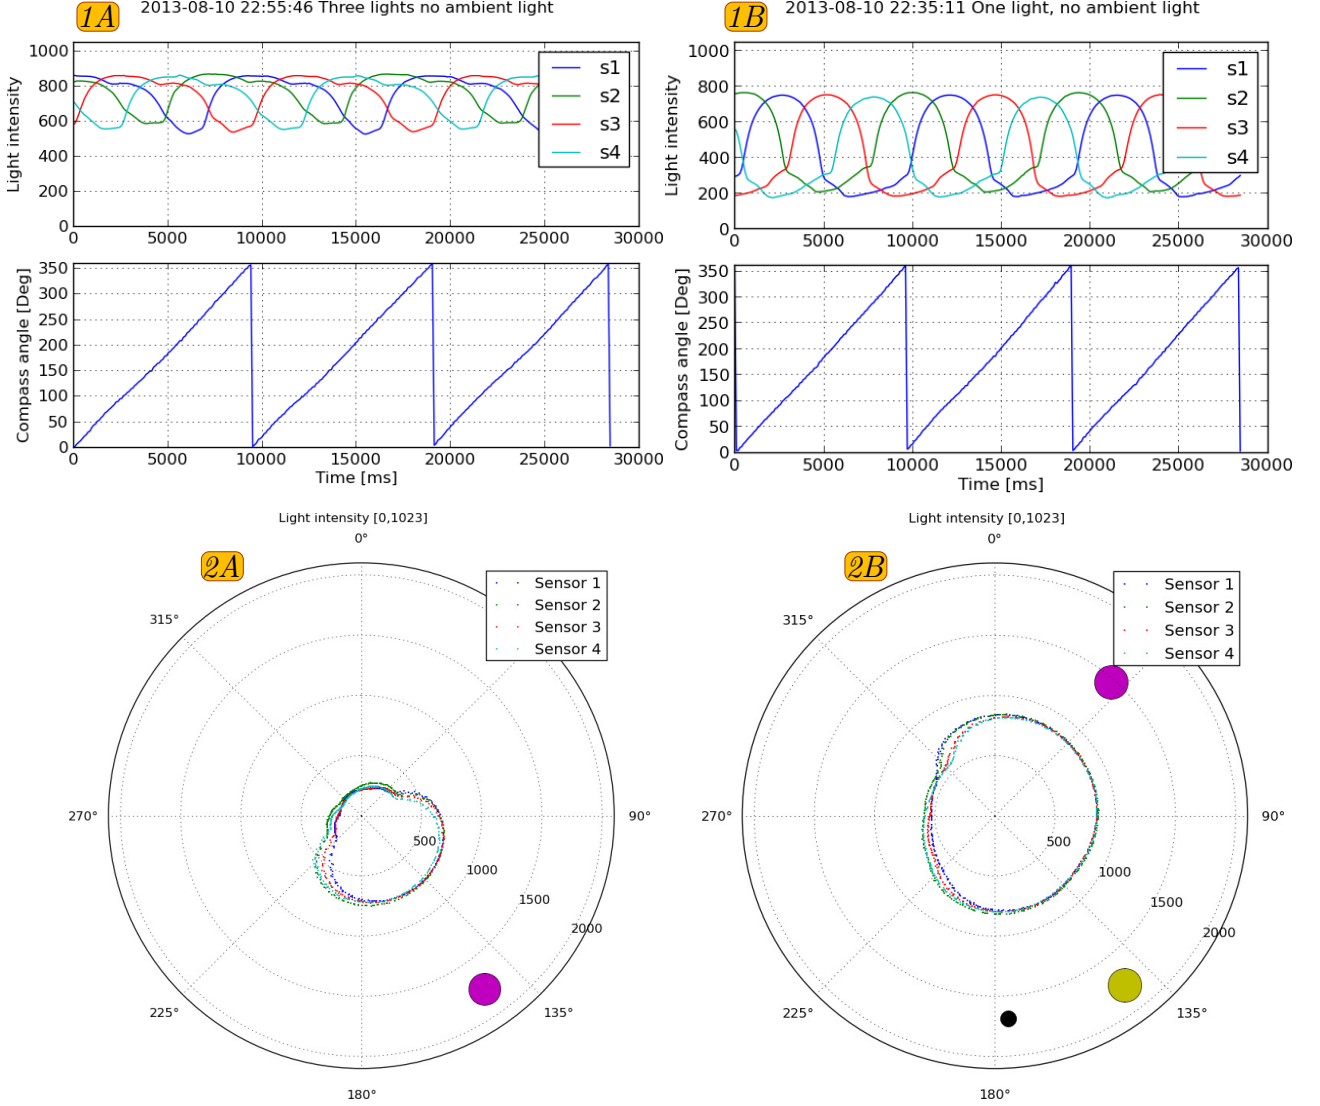 1A
2013-08-10 22:55:46 Three lights no ambient light
Light intensity
1000
800
600
400
200
0
s1
s2
s3
s4
0 5000 10000 15000 20000 25000 30000
Compass angle [Deg]
350
300
250
200
150
100
50
0
0 5000 10000 15000 20000 25000 30000
Time [ms]
1B
2013-08-10 22:35:11 One light, no ambient light
Light intensity
1000
800
600
400
200
0
s1
s2
s3
s4
0 5000 10000 15000 20000 25000 30000
Compass angle [Deg]
350
300
250
200
150
100
50
0
0 5000 10000 15000 20000 25000 30000
Time [ms]
Light intensity [0,1023]
0°
2A
Sensor 1
Sensor 2
Sensor 3
Sensor 4
315°
270°
90°
500
1000
1500
2000
225°
135°
180°
Light intensity [0,1023]
0°
2B
Sensor 1
Sensor 2
Sensor 3
Sensor 4
315°
270°
90°
500
1000
1500
2000
225°
135°
180°